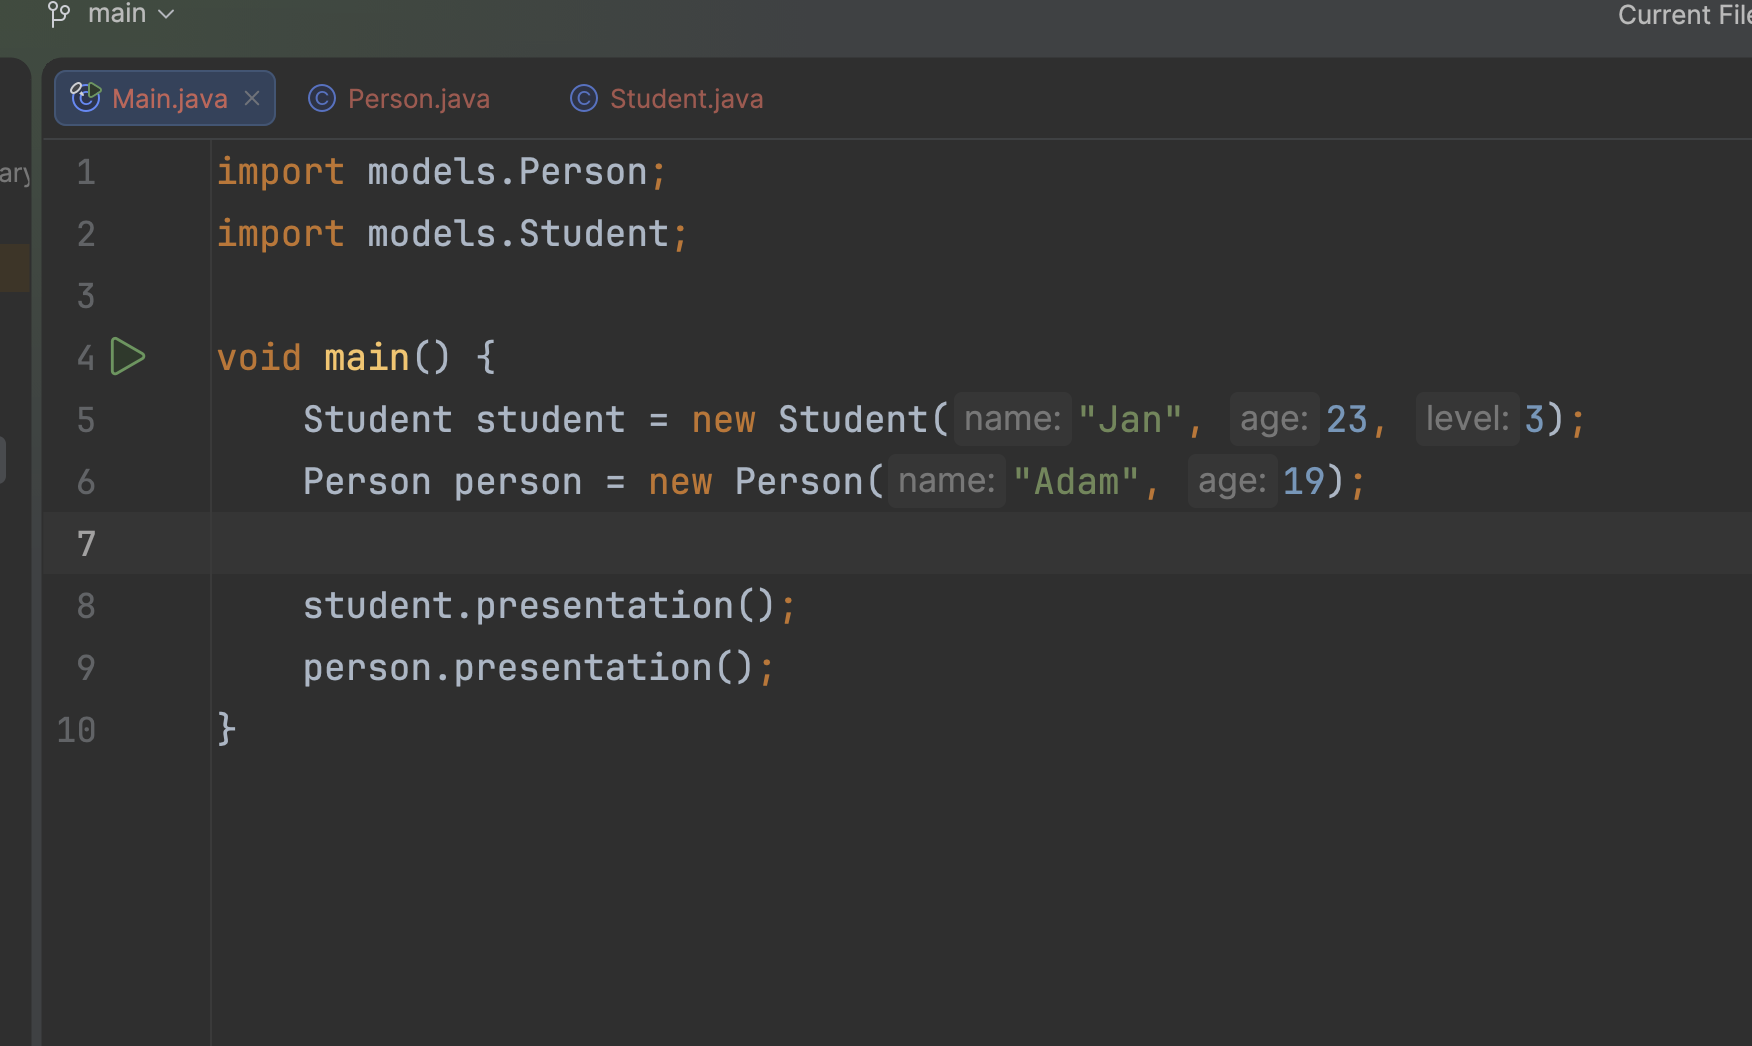 main
Current File
Main.java Person.java Student.java
ary
1 import models.Person;
2 import models.Student;
3
4 void main() {
5 Student student = new Student( name: "Jan", age: 23, level: 3);
6 Person person = new Person( name: "Adam", age: 19);
7
8 student.presentation();
9 person.presentation();
10 }